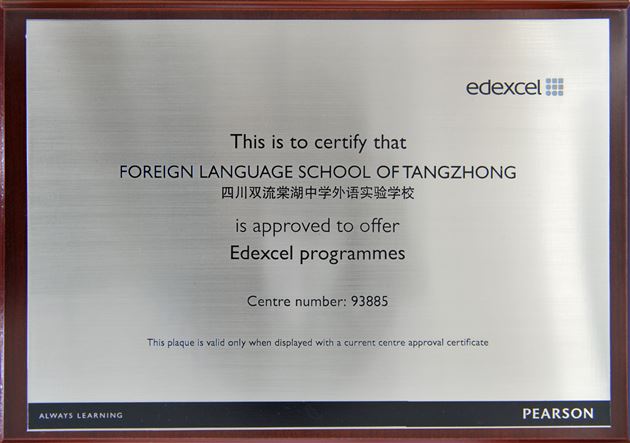 edexcel
This is to certify that
FOREIGN LANGUAGE SCHOOL OF TANGZHONG
四川双流棠湖中学外语实验学校
is approved to offer
Edexcel programmes
Centre number: 93885
This plaque is valid only when displayed with a current centre approval certificate
ALWAYS LEARNING
PEARSON